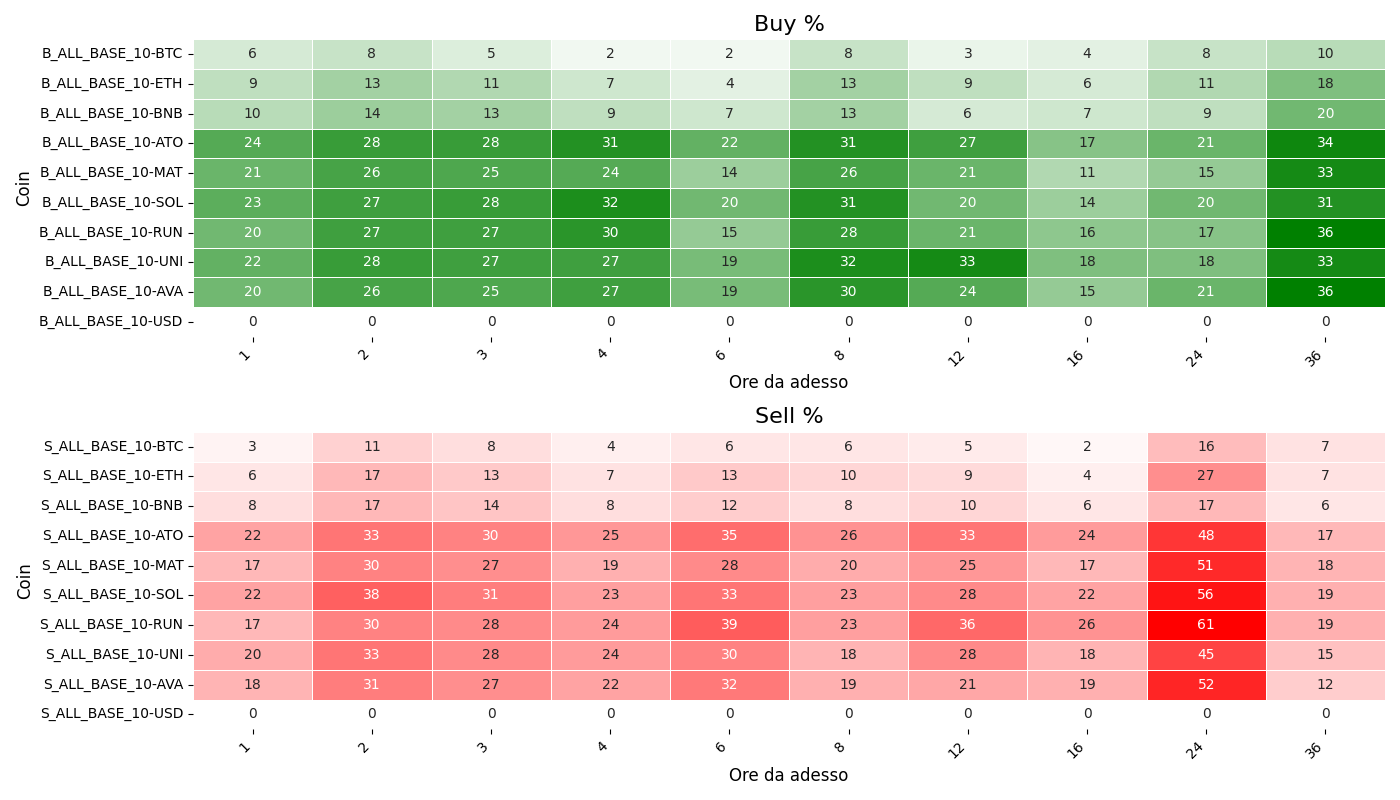 Buy %
B_ALL_BASE_10-BTC 6 8 5 2 2 8 3 4 8 10
B_ALL_BASE_10-ETH 9 13 11 7 4 13 9 6 11 18
B_ALL_BASE_10-BNB 10 14 13 9 7 13 6 7 9 20
B_ALL_BASE_10-ATO 24 28 28 31 22 31 27 17 21 34
B_ALL_BASE_10-MAT 21 26 25 24 14 26 21 11 15 33
B_ALL_BASE_10-SOL 23 27 28 32 20 31 20 14 20 31
B_ALL_BASE_10-RUN 20 27 27 30 15 28 21 16 17 36
B_ALL_BASE_10-UNI 22 28 27 27 19 32 33 18 18 33
B_ALL_BASE_10-AVA 20 26 25 27 19 30 24 15 21 36
B_ALL_BASE_10-USD 0 0 0 0 0 0 0 0 0 0
Coin
1 2 3 4 6 8 12 16 24 36
Ore da adesso
Sell %
S_ALL_BASE_10-BTC 3 11 8 4 6 6 5 2 16 7
S_ALL_BASE_10-ETH 6 17 13 7 13 10 9 4 27 7
S_ALL_BASE_10-BNB 8 17 14 8 12 8 10 6 17 6
S_ALL_BASE_10-ATO 22 33 30 25 35 26 33 24 48 17
S_ALL_BASE_10-MAT 17 30 27 19 28 20 25 17 51 18
S_ALL_BASE_10-SOL 22 38 31 23 33 23 28 22 56 19
S_ALL_BASE_10-RUN 17 30 28 24 39 23 36 26 61 19
S_ALL_BASE_10-UNI 20 33 28 24 30 18 28 18 45 15
S_ALL_BASE_10-AVA 18 31 27 22 32 19 21 19 52 12
S_ALL_BASE_10-USD 0 0 0 0 0 0 0 0 0 0
Coin
1 2 3 4 6 8 12 16 24 36
Ore da adesso